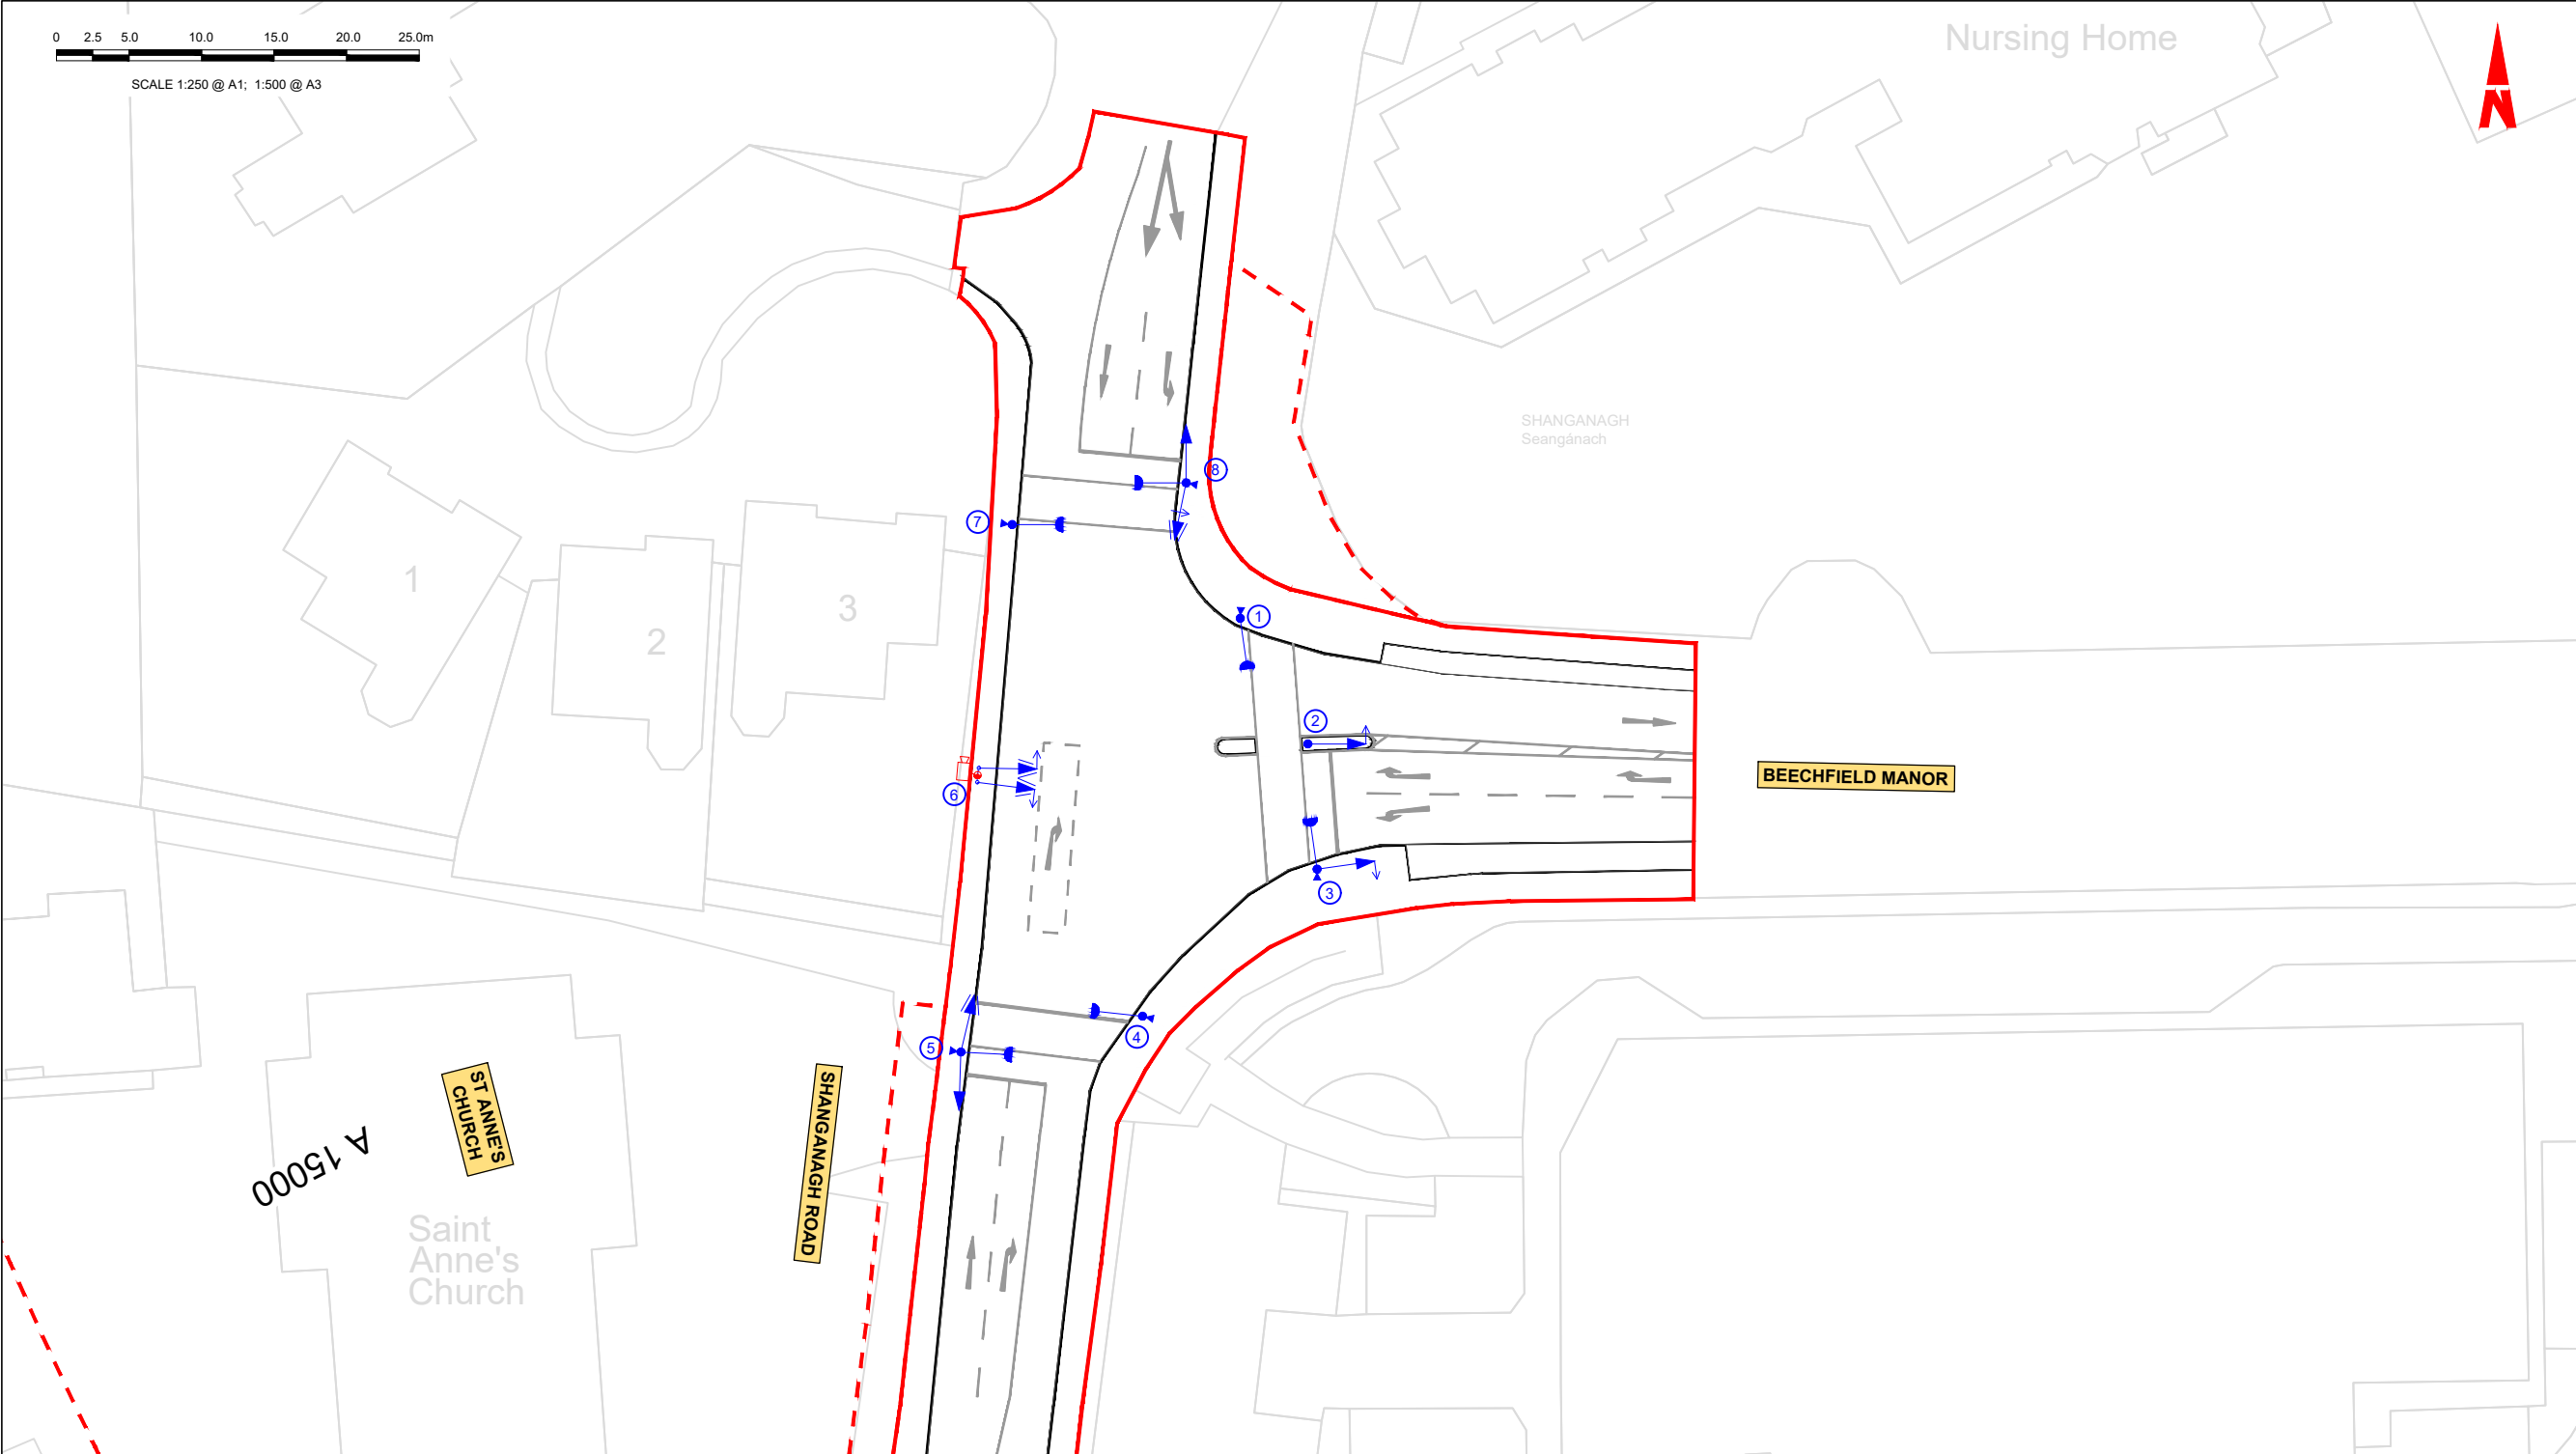 0 2.5 5.0 10.0 15.0 20.0 25.0m
SCALE 1:250 @ A1; 1:500 @ A3
Nursing Home
N
SHANGANAGH
Seangánach
8
7
1
1
2
3
2
6
BEECHFIELD MANOR
3
4
5
ST ANNE'S
CHURCH
SHANGANAGH ROAD
A 15000
Saint
Anne's
Church